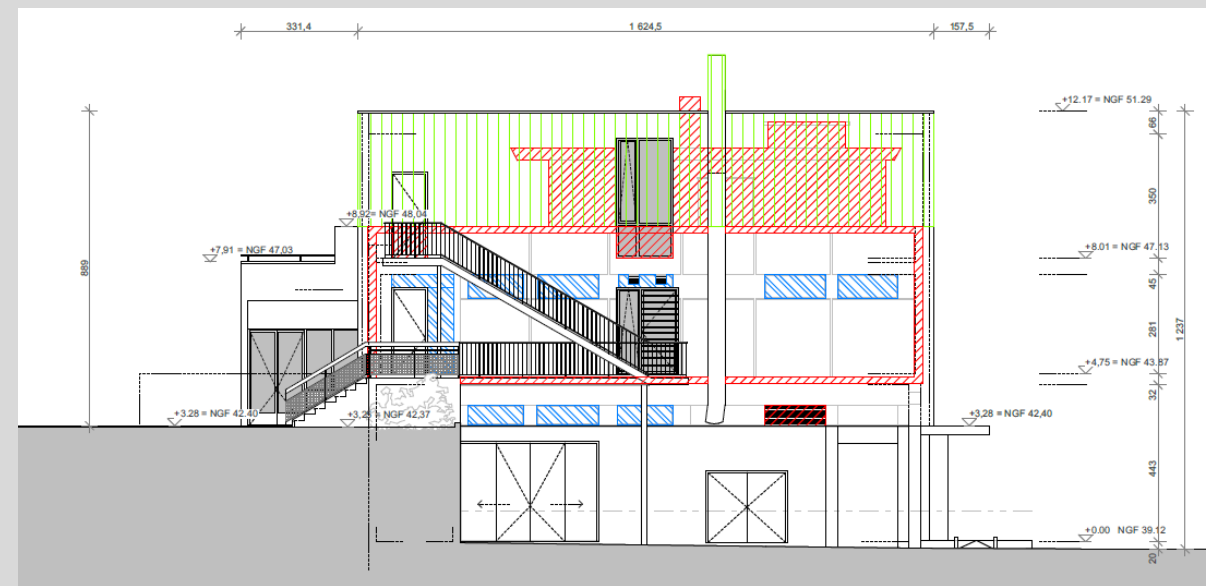 331,4
1 624,5
157,5
+12.17 = NGF 51.29
66
350
+8,92= NGF 48,04
+7,91 = NGF 47,03
+8.01 = NGF 47.13
889
45
281
1 237
+4,75= NGF 43.87
32
+3.28 = NGF 42,40
+3,25 = NGF 42,37
+3,28 = NGF 42,40
443
+0.00 NGF 39.12
20